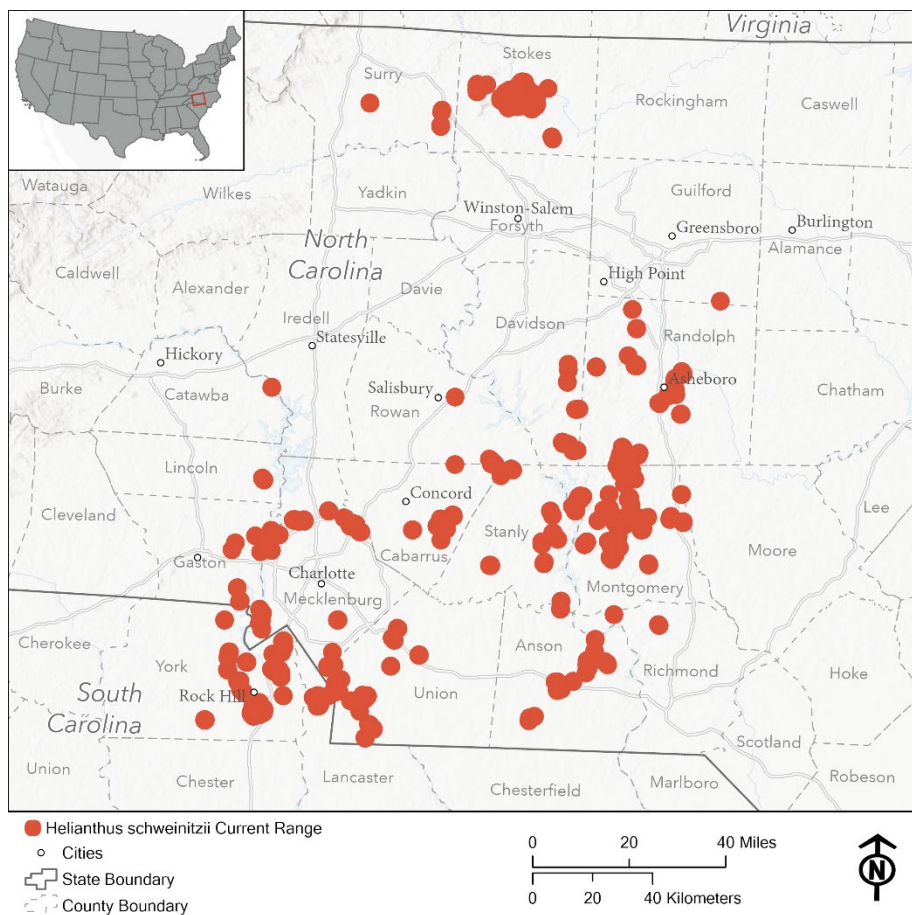 Virginia
Stokes
Surry
Rockingham
Caswell
Watauga
Wilkes
Yadkin
Guilford
Winston-Salem
Forsyth
Greensboro
Burlington
Alamance
North
Carolina
Caldwell
High Point
Alexander
Davie
Iredell
Davidson
Randolph
Statesville
Hickory
Burke
Catawba
Salisbury
Rowan
Asheboro
Chatham
Lincoln
Concord
Cleveland
Stanly
Lee
Cabarrus
Moore
Gaston
Charlotte
Mecklenburg
Montgomery
Cherokee
York
Anson
Richmond
Hoke
South
Carolina
Rock Hill
Union
Scotland
Union
Chester
Lancaster
Chesterfield
Marlboro
Robeson
Helianthus schweinitzii Current Range
Cities
State Boundary
County Boundary
0 20 40 Miles
0 20 40 Kilometers
N